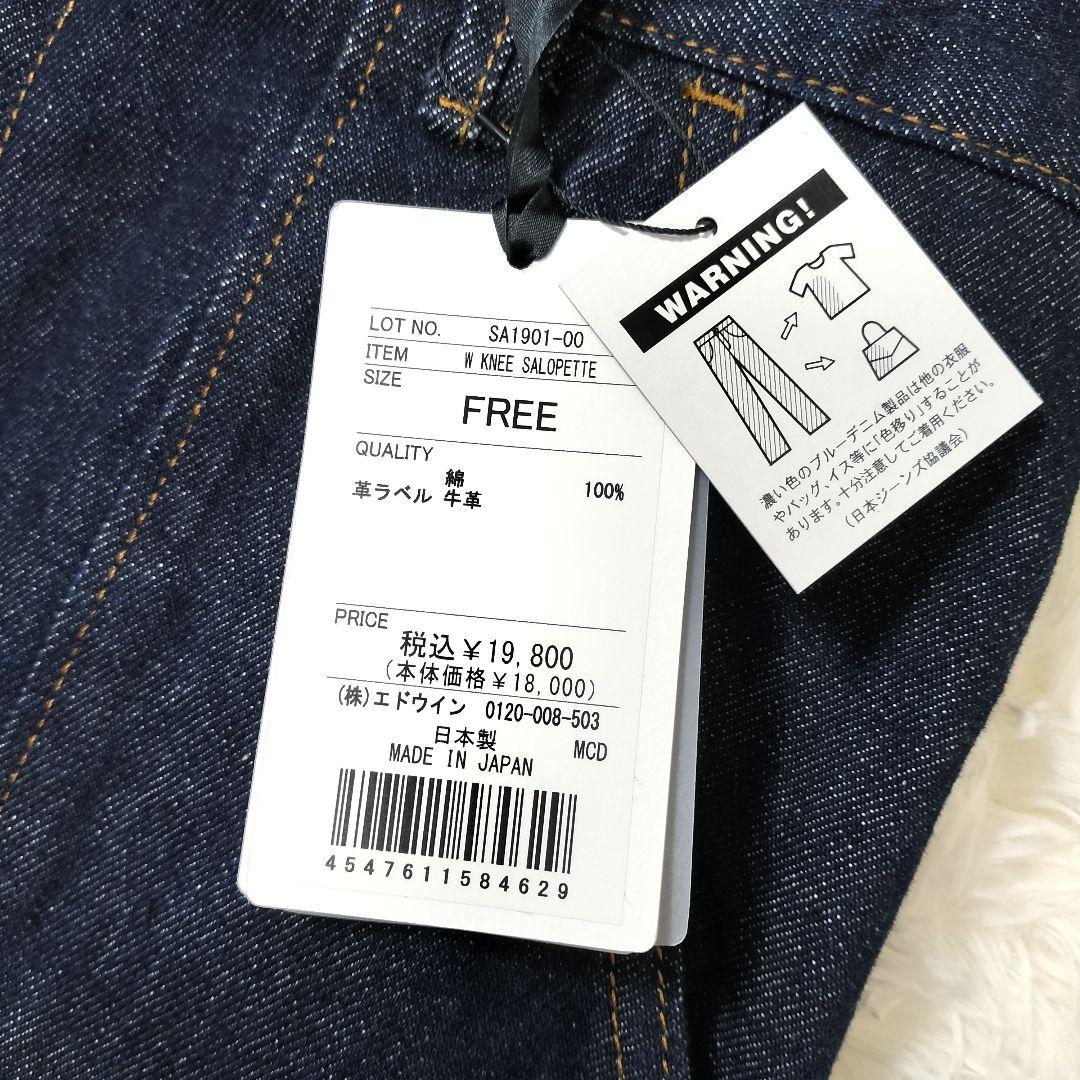 LOT NO. SA1901-00
ITEM W KNEE SALOPETTE
SIZE
FREE
QUALITY
綿 100%
革ラベル 牛革
PRICE
税込¥19,800
(本体価格¥18,000)
(株)エドウイン 0120-008-503
日本製 MCD
MADE IN JAPAN
4547611584629
WARNING!
濃い色のブルーデニム製品は他の衣服
やバッグ、イス等に「色移り」することが
あります。十分注意してご着用ください。
(日本ジーンズ協議会)